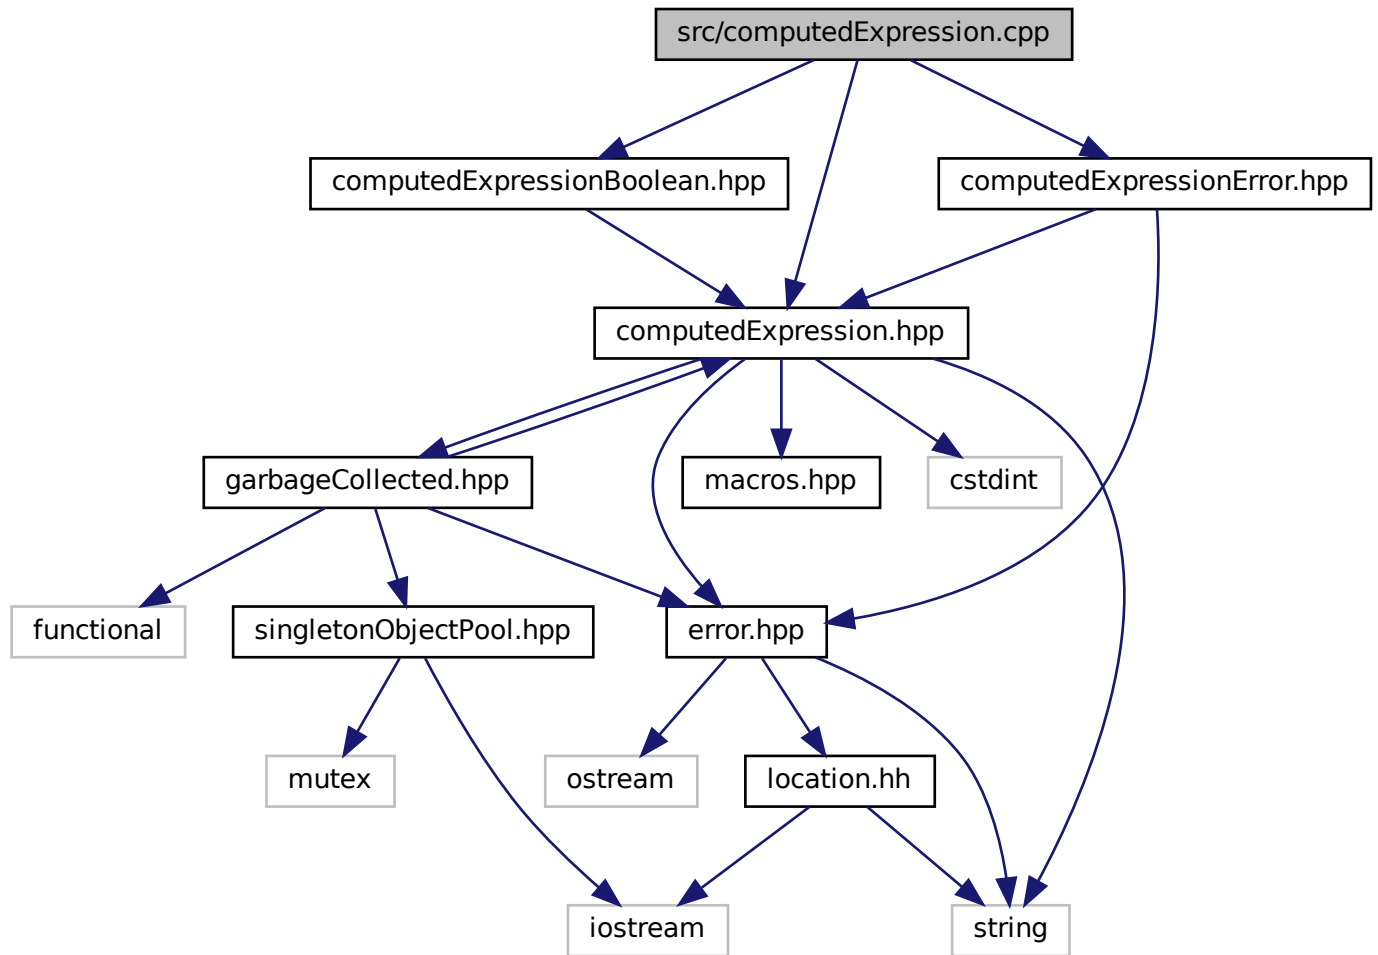 src/computedExpression.cpp
computedExpressionBoolean.hpp
computedExpressionError.hpp
computedExpression.hpp
garbageCollected.hpp
macros.hpp
cstdint
functional
singletonObjectPool.hpp
error.hpp
mutex
ostream
location.hh
iostream
string